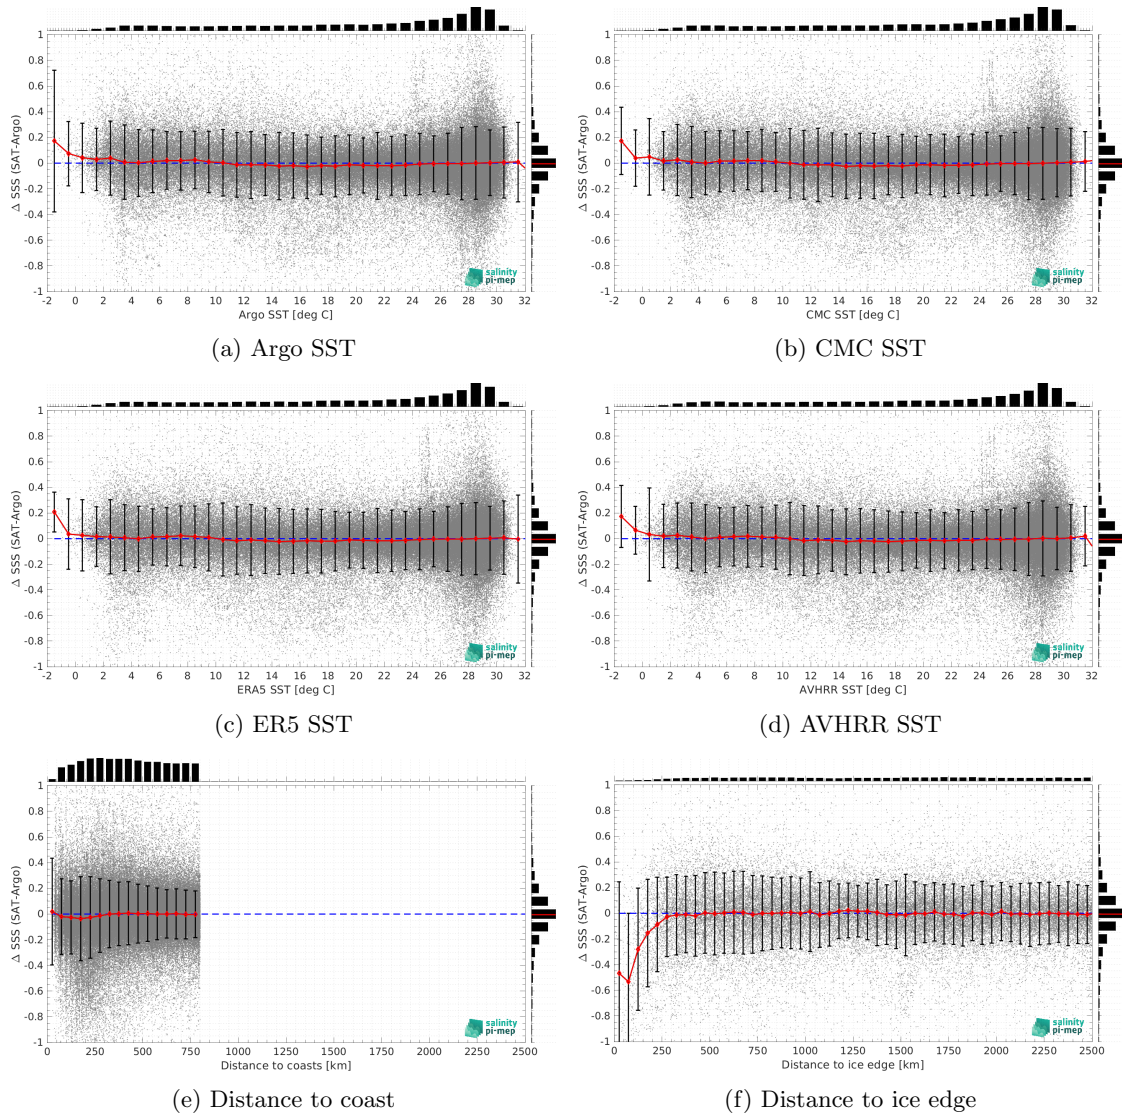 1
0.8
0.6
0.4
0.2
0
-0.2
-0.4
-0.6
-0.8
-1
Δ SSS (SAT-Argo)
-2 0 2 4 6 8 10 12 14 16 18 20 22 24 26 28 30 32
Argo SST [deg C]
salinity
pi-mep
(a) Argo SST
1
0.8
0.6
0.4
0.2
0
-0.2
-0.4
-0.6
-0.8
-1
Δ SSS (SAT-Argo)
-2 0 2 4 6 8 10 12 14 16 18 20 22 24 26 28 30 32
CMC SST [deg C]
salinity
pi-mep
(b) CMC SST
1
0.8
0.6
0.4
0.2
0
-0.2
-0.4
-0.6
-0.8
-1
Δ SSS (SAT-Argo)
-2 0 2 4 6 8 10 12 14 16 18 20 22 24 26 28 30 32
ERA5 SST [deg C]
salinity
pi-mep
(c) ER5 SST
1
0.8
0.6
0.4
0.2
0
-0.2
-0.4
-0.6
-0.8
-1
Δ SSS (SAT-Argo)
-2 0 2 4 6 8 10 12 14 16 18 20 22 24 26 28 30 32
AVHRR SST [deg C]
salinity
pi-mep
(d) AVHRR SST
1
0.8
0.6
0.4
0.2
0
-0.2
-0.4
-0.6
-0.8
-1
Δ SSS (SAT-Argo)
0 250 500 750 1000 1250 1500 1750 2000 2250 2500
Distance to coasts [km]
salinity
pi-mep
(e) Distance to coast
1
0.8
0.6
0.4
0.2
0
-0.2
-0.4
-0.6
-0.8
-1
Δ SSS (SAT-Argo)
0 250 500 750 1000 1250 1500 1750 2000 2250 2500
Distance to ice edge [km]
salinity
pi-mep
(f) Distance to ice edge